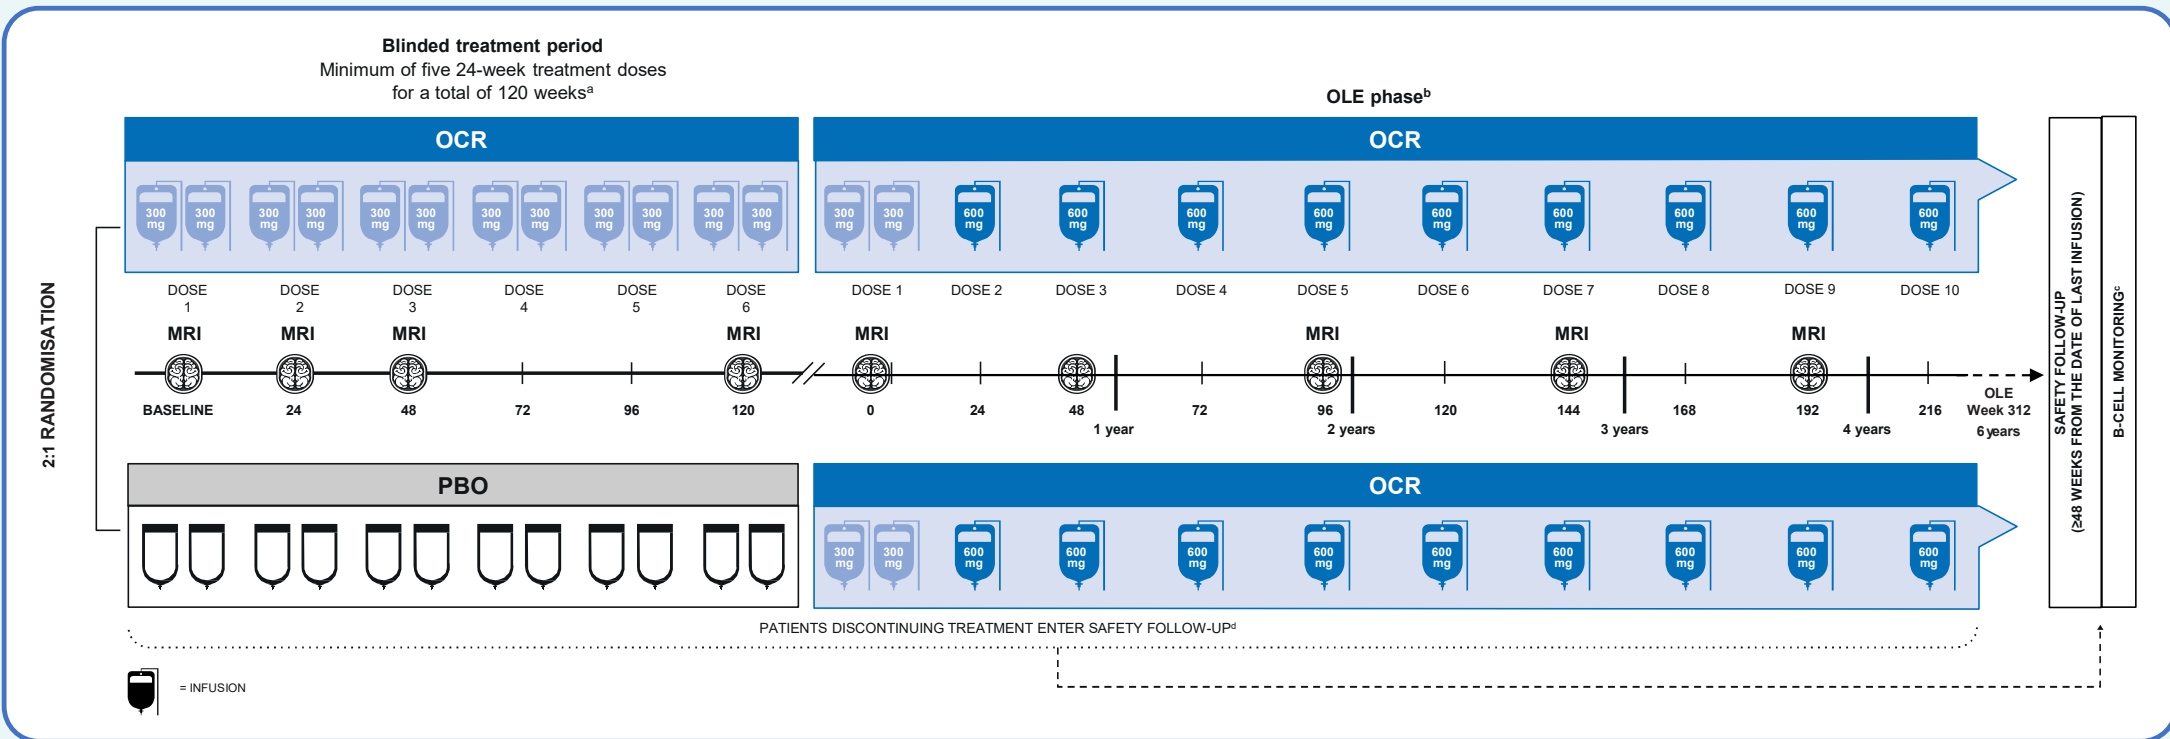 Blinded treatment period
Minimum of five 24-week treatment doses
for a total of 120 weeksᵃ
OLE phaseᵇ
OCR
OCR
300 mg 300 mg 300 mg 300 mg 300 mg 300 mg 300 mg 300 mg 300 mg 300 mg 300 mg 300 mg
300 mg 300 mg 600 mg 600 mg 600 mg 600 mg 600 mg 600 mg 600 mg 600 mg 600 mg
2:1 RANDOMISATION
DOSE 1 DOSE 2 DOSE 3 DOSE 4 DOSE 5 DOSE 6
DOSE 1 DOSE 2 DOSE 3 DOSE 4 DOSE 5 DOSE 6 DOSE 7 DOSE 8 DOSE 9 DOSE 10
MRI MRI MRI MRI MRI MRI MRI MRI
BASELINE 24 48 72 96 120
0 24 48 72 96 120 144 168 192 216
1 year 2 years 3 years 4 years
OLE
Week 312
6 years
PBO
OCR
300 mg 300 mg 600 mg 600 mg 600 mg 600 mg 600 mg 600 mg 600 mg 600 mg 600 mg
SAFETY FOLLOW-UP
(≥48 WEEKS FROM THE DATE OF LAST INFUSION)
B-CELL MONITORINGᶜ
PATIENTS DISCONTINUING TREATMENT ENTER SAFETY FOLLOW-UPᵈ
= INFUSION